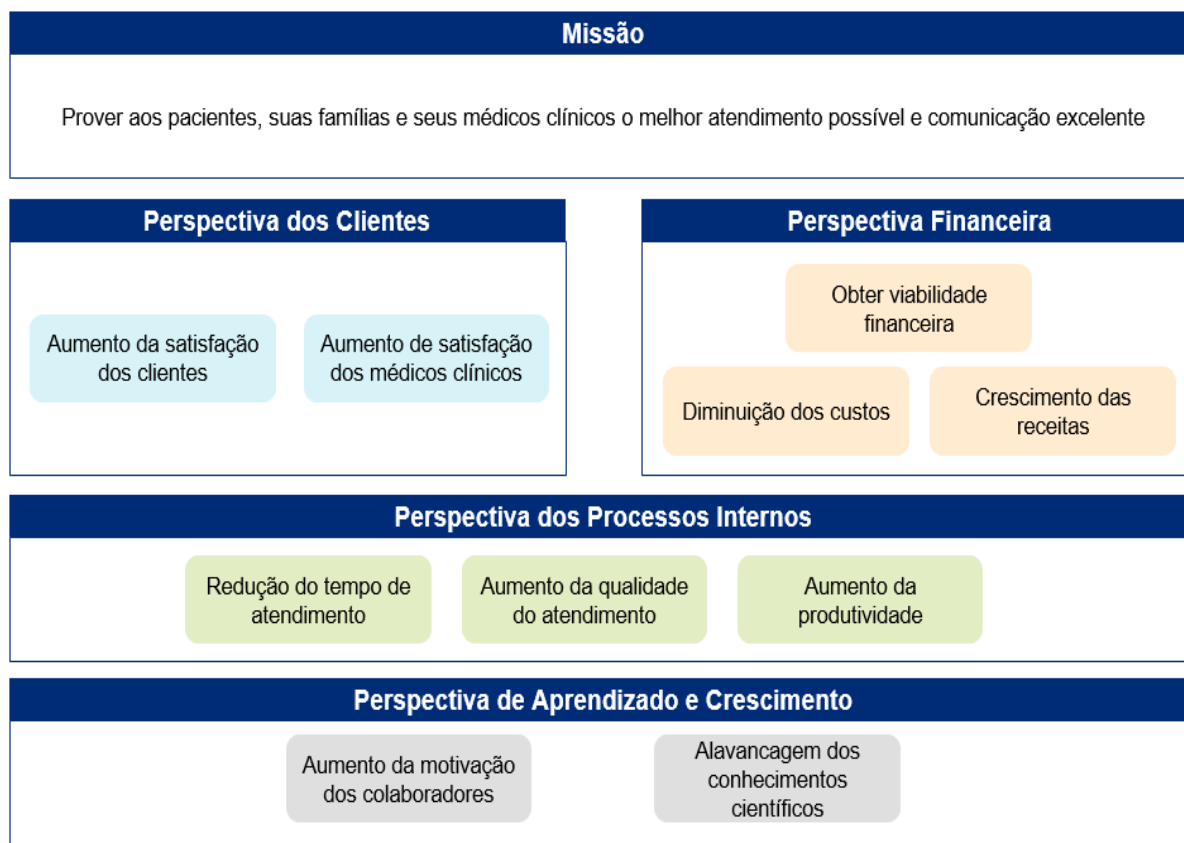 Missão
Prover aos pacientes, suas famílias e seus médicos clínicos o melhor atendimento possível e comunicação excelente
Perspectiva dos Clientes
Aumento da satisfação
dos clientes
Aumento de satisfação
dos médicos clínicos
Perspectiva Financeira
Obter viabilidade
financeira
Diminuição dos custos
Crescimento das
receitas
Perspectiva dos Processos Internos
Redução do tempo de
atendimento
Aumento da qualidade
do atendimento
Aumento da
produtividade
Perspectiva de Aprendizado e Crescimento
Aumento da motivação
dos colaboradores
Alavancagem dos
conhecimentos
científicos